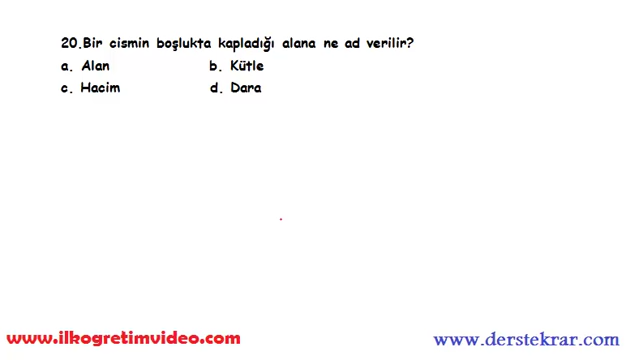 20.Bir cismin boşlukta kapladığı alana ne ad verilir?
a. Alan b. Kütle
c. Hacim d. Dara
www.ilkogretimvideo.com www.derstekrar.com